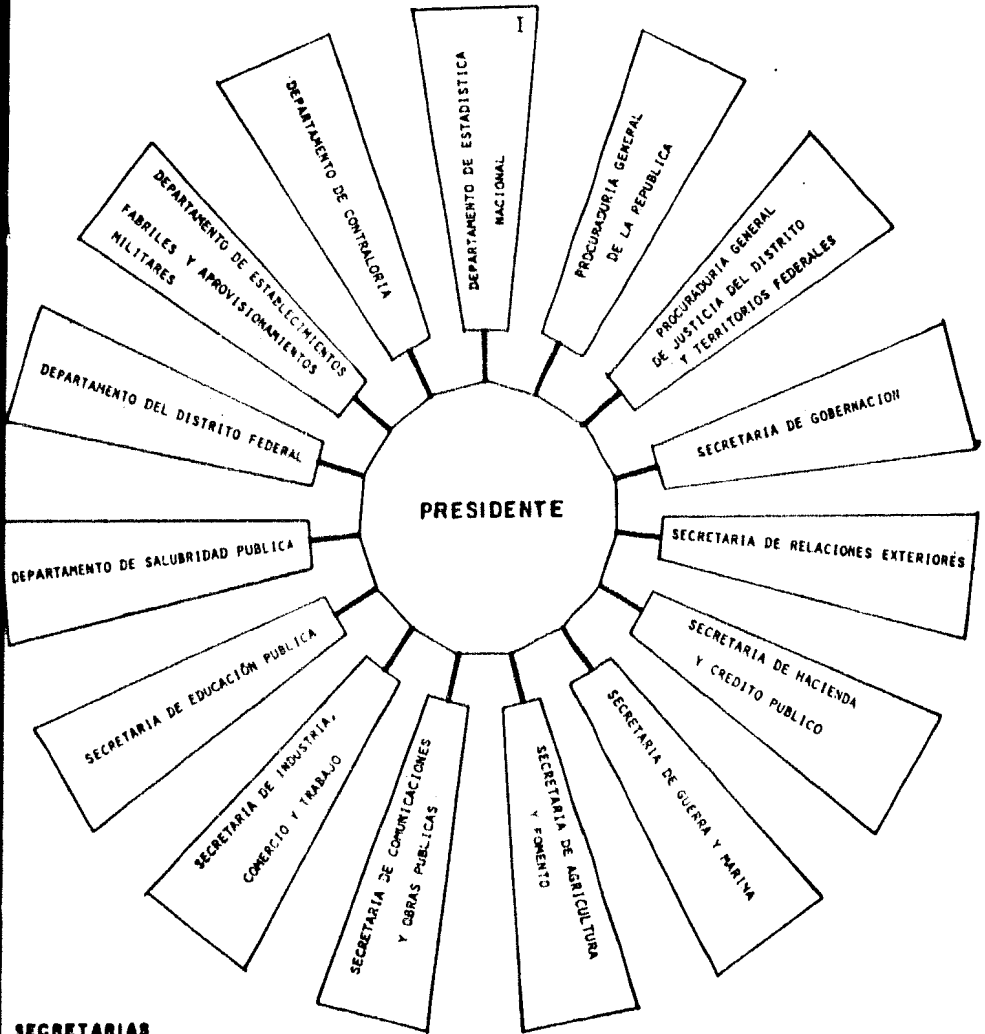 I
DEPARTAMENTO DE ESTADISTICA
NACIONAL
PROCURADURIA GENERAL
DE LA PEPUBLICA
PROCURADURIA GENERAL
DE JUSTICIA DEL DISTRITO
Y TERRITORIOS FEDERALES
SECRETARIA DE GOBERNACION
SECRETARIA DE RELACIONES EXTERIORES
SECRETARIA DE HACIENDA
Y CREDITO PUBLICO
SECRETARIA DE GUERRA Y MARINA
SECRETARIA DE AGRICULTURA
Y FOMENTO
SECRETARIA DE COMUNICACIONES
Y OBRAS PUBLICAS
SECRETARIA DE INDUSTRIA,
COMERCIO Y TRABAJO
SECRETARIA DE EDUCACIÓN PUBLICA
DEPARTAMENTO DE SALUBRIDAD PUBLICA
DEPARTAMENTO DEL DISTRITO FEDERAL
DEPARTAMENTO DE ESTABLECIMIENTOS
FABRILES Y APROVISIONAMIENTOS
MILITARES
DEPARTAMENTO DE CONTRALORIA
PRESIDENTE
SECRETARIAS